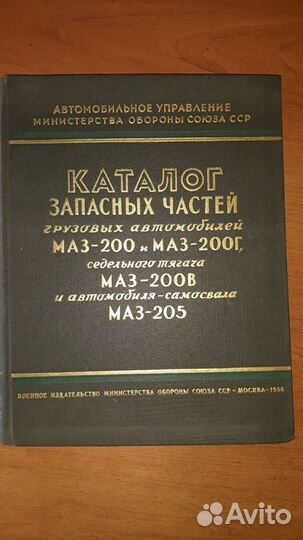 АВТОМОБИЛЬНОЕ УПРАВЛЕНИЕ
МИНИСТЕРСТВА ОБОРОНЫ СОЮЗА ССР
КАТАЛОГ
ЗАПАСНЫХ ЧАСТЕЙ
грузовых автомобилей
МАЗ-200 и МАЗ-200Г,
седельного тягача
МАЗ-200В
и автомобиля-самосвала
МАЗ-205
ВОЕННОЕ ИЗДАТЕЛЬСТВО МИНИСТЕРСТВА ОБОРОНЫ СОЮЗА ССР - МОСКВА - 1956
Avito